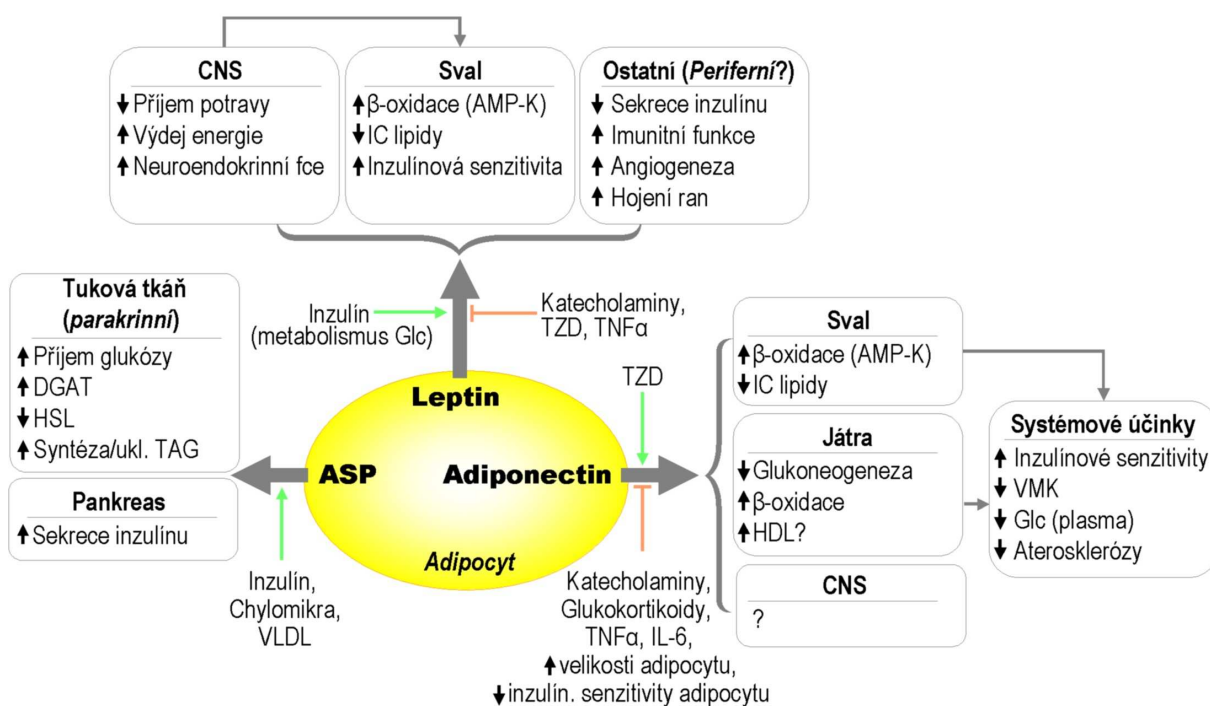 CNS
↓Příjem potravy
↑Výdej energie
↑Neuroendokrinní fce
Sval
↑β-oxidace (AMP-K)
↓IC lipidy
↑Inzulínová senzitivita
Ostatní (Periferní?)
↓Sekrece inzulínu
↑Imunitní funkce
↑Angiogeneza
↑Hojení ran
Tuková tkáň
(parakrinní)
↑Příjem glukózy
↑DGAT
↓HSL
↑Syntéza/ukl. TAG
Pankreas
↑Sekrece inzulínu
Inzulín
(metabolismus Glc)
Katecholaminy,
TZD, TNFα
TZD
Leptin
ASP
Adiponectin
Adipocyt
Inzulín,
Chylomikra,
VLDL
Katecholaminy,
Glukokortikoidy,
TNFα, IL-6,
↑velikosti adipocytu,
↓inzulín. senzitivity adipocytu
Sval
↑β-oxidace (AMP-K)
↓IC lipidy
Játra
↓Glukoneogeneza
↑β-oxidace
↑HDL?
CNS
?
Systémové účinky
↑Inzulínové senzitivity
↓VMK
↓Glc (plasma)
↓Aterosklerózy